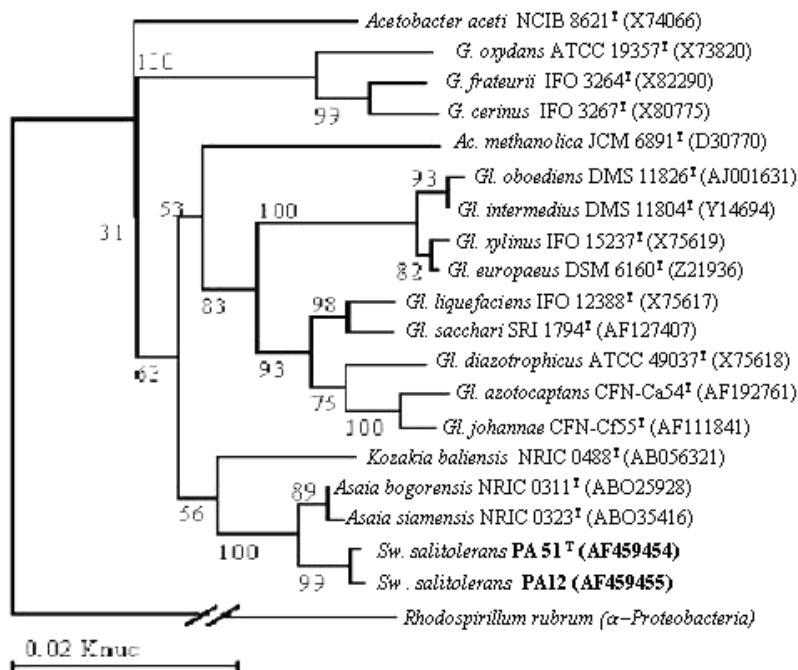 Acetobacter aceti NCIB 8621ᵀ (X74066)
G. oxydans ATCC 19357ᵀ (X73820)
100
G. frateurii IFO 3264ᵀ (X82290)
99
G. cerinus IFO 3267ᵀ (X80775)
Ac. methanolica JCM 6891ᵀ (D30770)
93
Gl. oboediens DMS 11826ᵀ (AJ001631)
53
100
Gl. intermedius DMS 11804ᵀ (Y14694)
31
Gl. xylinus IFO 15237ᵀ (X75619)
82
Gl. europaeus DSM 6160ᵀ (Z21936)
83
98
Gl. liquefaciens IFO 12388ᵀ (X75617)
Gl. sacchari SRI 1794ᵀ (AF127407)
63
93
Gl. diazotrophicus ATCC 49037ᵀ (X75618)
75
Gl. azotocaptans CFN-Ca54ᵀ (AF192761)
100
Gl. johannae CFN-Cf55ᵀ (AF111841)
Kozakia baliensis NRIC 0488ᵀ (AB056321)
89
Asaia bogorensis NRIC 0311ᵀ (ABO25928)
56
Asaia siamensis NRIC 0323ᵀ (ABO35416)
100
Sw. salitolerans PA 51ᵀ (AF459454)
99
Sw. salitolerans PA12 (AF459455)
Rhodospirillum rubrum (α–Proteobacteria)
0.02 Knuc